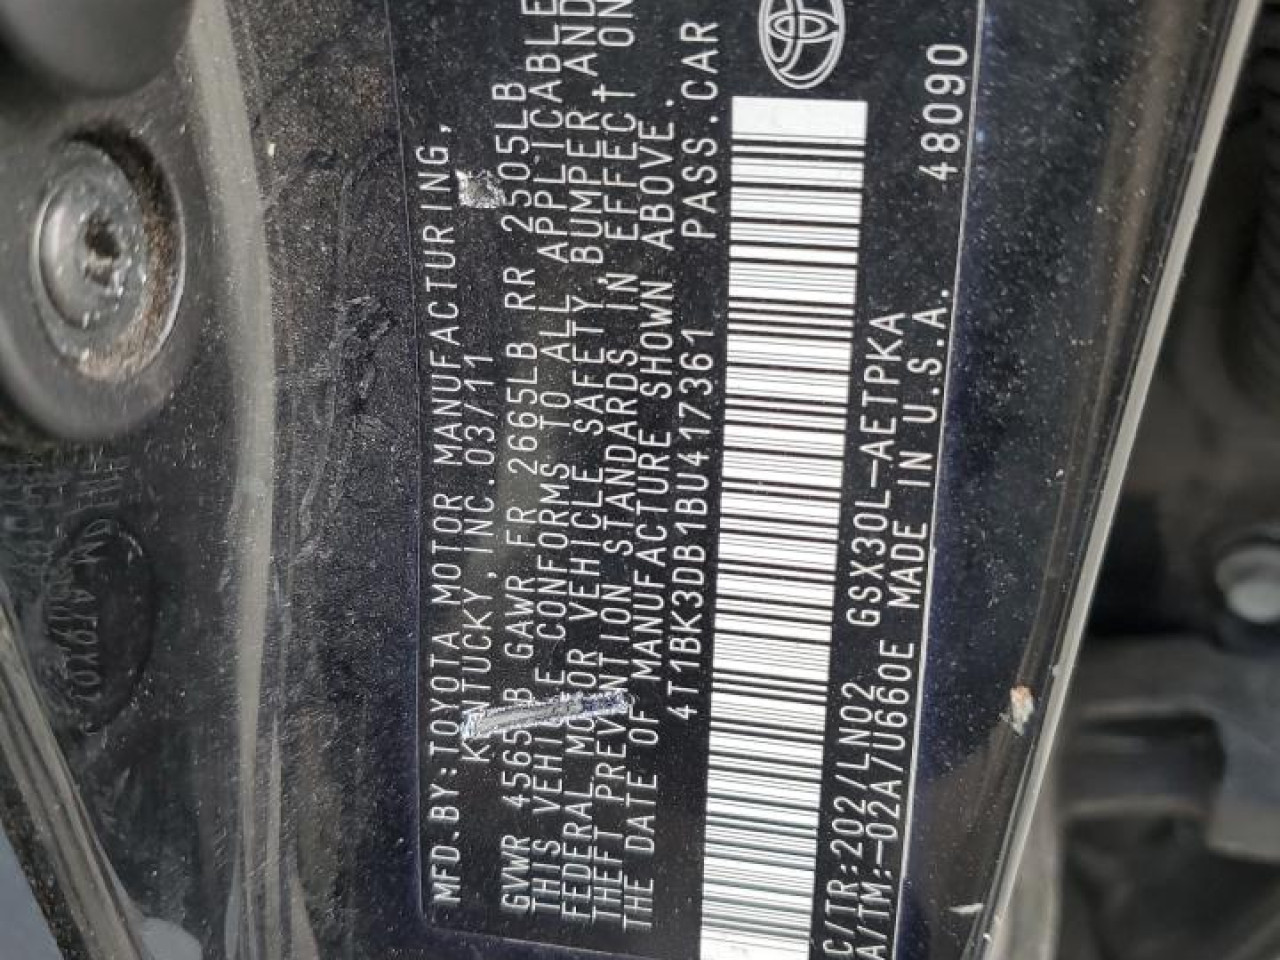 MFD.BY:TOYOTA MOTOR MANUFACTURING,
KENTUCKY, INC. 03/11
GVWR 4565LB GAWR FR 2665LB RR 2505LB
THIS VEHICLE CONFORMS TO ALL APPLICABLE
FEDERAL MOTOR VEHICLE SAFETY, BUMPER, AND
THEFT PREVENTION STANDARDS IN EFFECT ON
THE DATE OF MANUFACTURE SHOWN ABOVE.
4T1BK3DB1BU417361 PASS.CAR
C/TR:202/LN02 GSX30L-AETPKA
A/TM:-02A/U660E MADE IN U.S.A. 48090